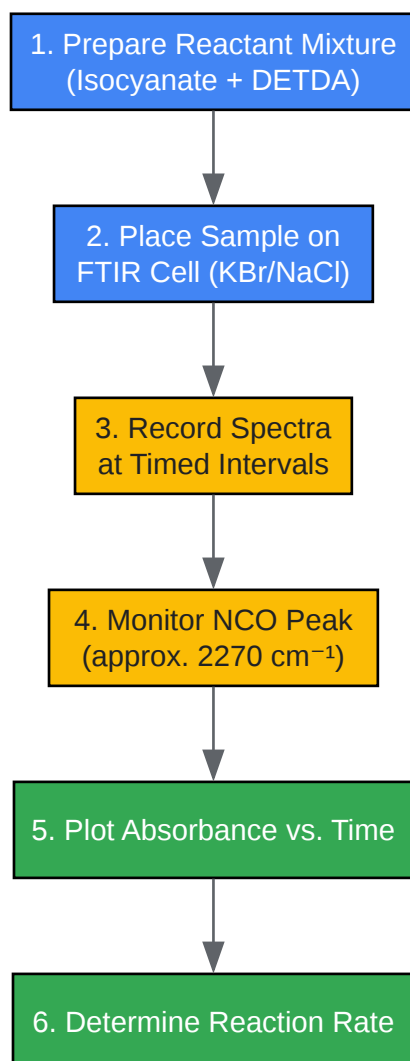 1. Prepare Reactant Mixture
(Isocyanate + DETDA)
2. Place Sample on
FTIR Cell (KBr/NaCl)
3. Record Spectra
at Timed Intervals
4. Monitor NCO Peak
(approx. 2270 cm⁻¹)
5. Plot Absorbance vs. Time
6. Determine Reaction Rate